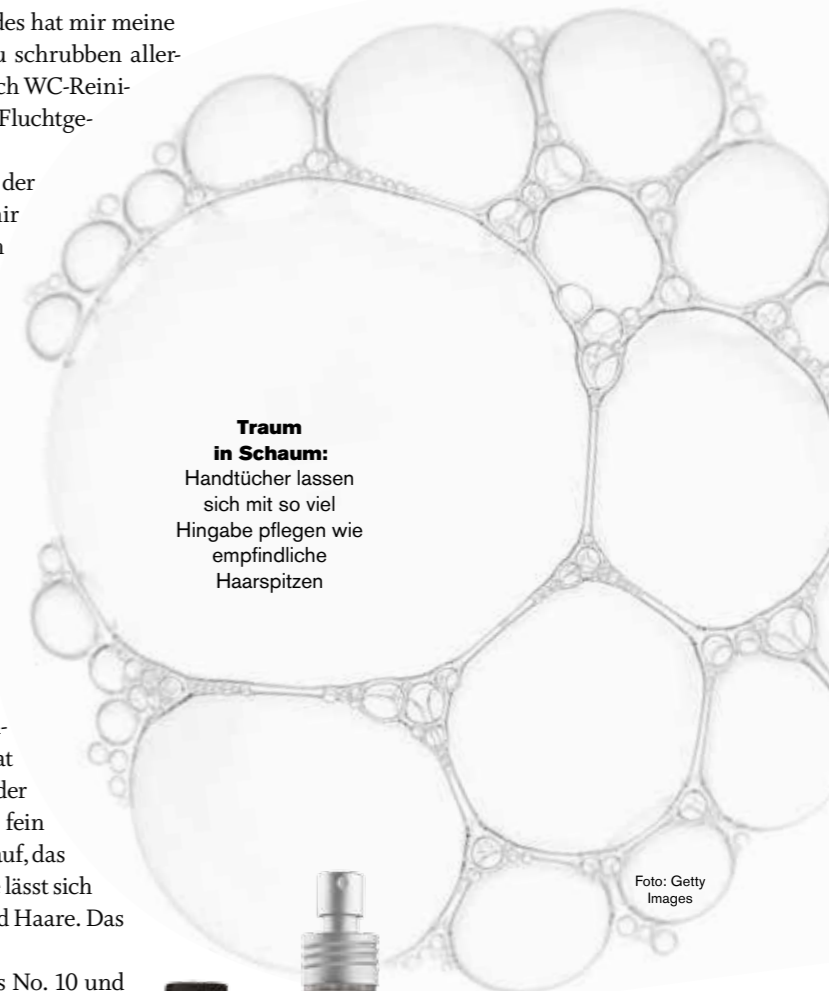 des hat mir meine
u schrubben aller-
ch WC-Reini-
Fluchtge-
der
ir
n
Traum
in Schaum:
Handtücher lassen
sich mit so viel
Hingabe pflegen wie
empfindliche
Haarspitzen
-
at
der
fein
uf, das
lässt sich
d Haare. Das
s No. 10 und
Foto: Getty
Images